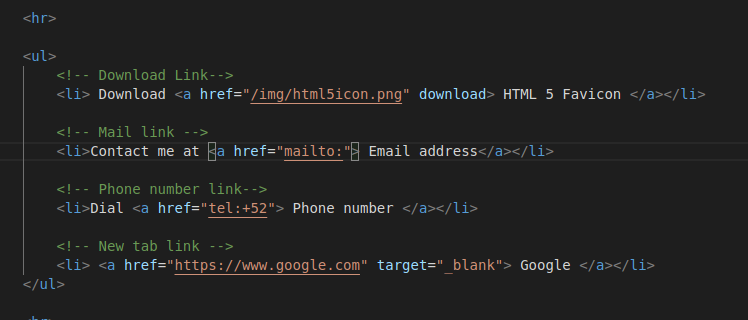 <hr>
<ul>
<!-- Download Link-->
<li> Download <a href="/img/html5icon.png" download> HTML 5 Favicon </a></li>
<!-- Mail link -->
<li>Contact me at <a href="mailto:"> Email address</a></li>
<!-- Phone number link-->
<li>Dial <a href="tel:+52"> Phone number </a></li>
<!-- New tab link -->
<li> <a href="https://www.google.com" target="_blank"> Google </a></li>
</ul>